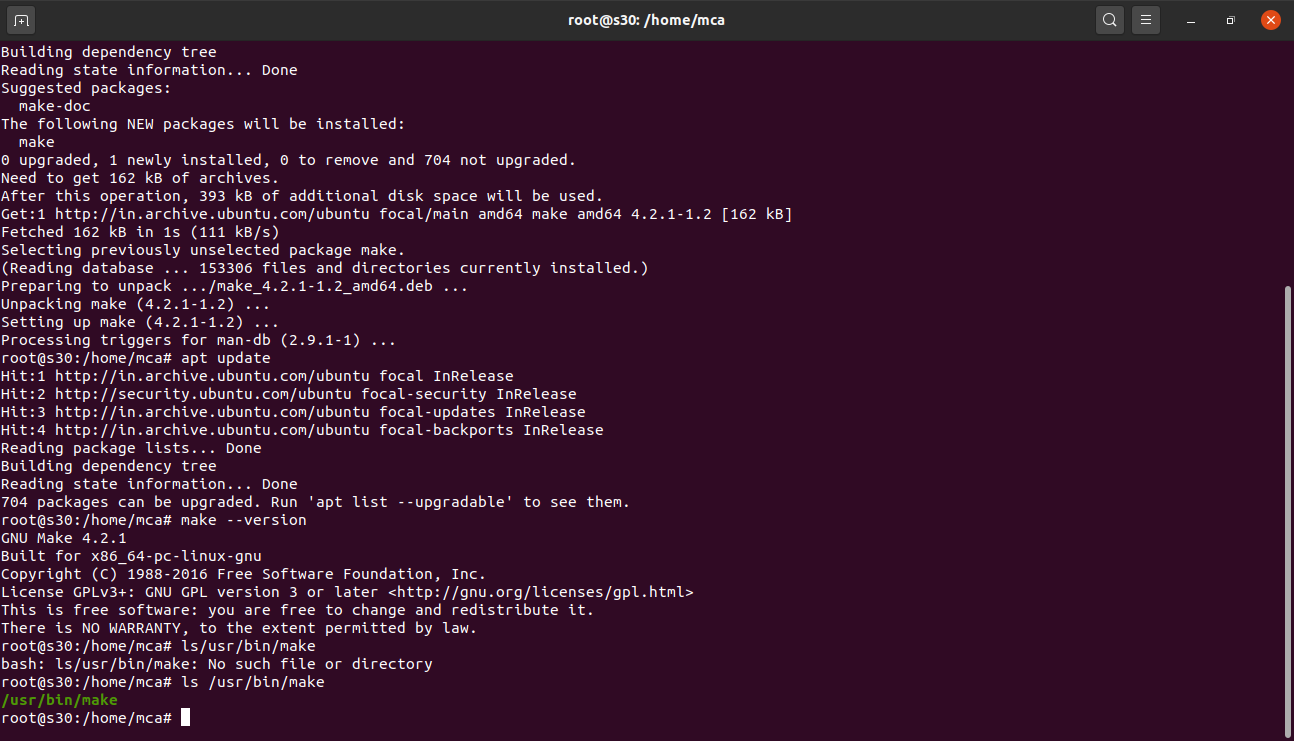 root@s30: /home/mca
Building dependency tree
Reading state information... Done
Suggested packages:
  make-doc
The following NEW packages will be installed:
  make
0 upgraded, 1 newly installed, 0 to remove and 704 not upgraded.
Need to get 162 kB of archives.
After this operation, 393 kB of additional disk space will be used.
Get:1 http://in.archive.ubuntu.com/ubuntu focal/main amd64 make amd64 4.2.1-1.2 [162 kB]
Fetched 162 kB in 1s (111 kB/s)
Selecting previously unselected package make.
(Reading database ... 153306 files and directories currently installed.)
Preparing to unpack .../make_4.2.1-1.2_amd64.deb ...
Unpacking make (4.2.1-1.2) ...
Setting up make (4.2.1-1.2) ...
Processing triggers for man-db (2.9.1-1) ...
root@s30:/home/mca# apt update
Hit:1 http://in.archive.ubuntu.com/ubuntu focal InRelease
Hit:2 http://security.ubuntu.com/ubuntu focal-security InRelease
Hit:3 http://in.archive.ubuntu.com/ubuntu focal-updates InRelease
Hit:4 http://in.archive.ubuntu.com/ubuntu focal-backports InRelease
Reading package lists... Done
Building dependency tree
Reading state information... Done
704 packages can be upgraded. Run 'apt list --upgradable' to see them.
root@s30:/home/mca# make --version
GNU Make 4.2.1
Built for x86_64-pc-linux-gnu
Copyright (C) 1988-2016 Free Software Foundation, Inc.
License GPLv3+: GNU GPL version 3 or later <http://gnu.org/licenses/gpl.html>
This is free software: you are free to change and redistribute it.
There is NO WARRANTY, to the extent permitted by law.
root@s30:/home/mca# ls/usr/bin/make
bash: ls/usr/bin/make: No such file or directory
root@s30:/home/mca# ls /usr/bin/make
/usr/bin/make
root@s30:/home/mca#